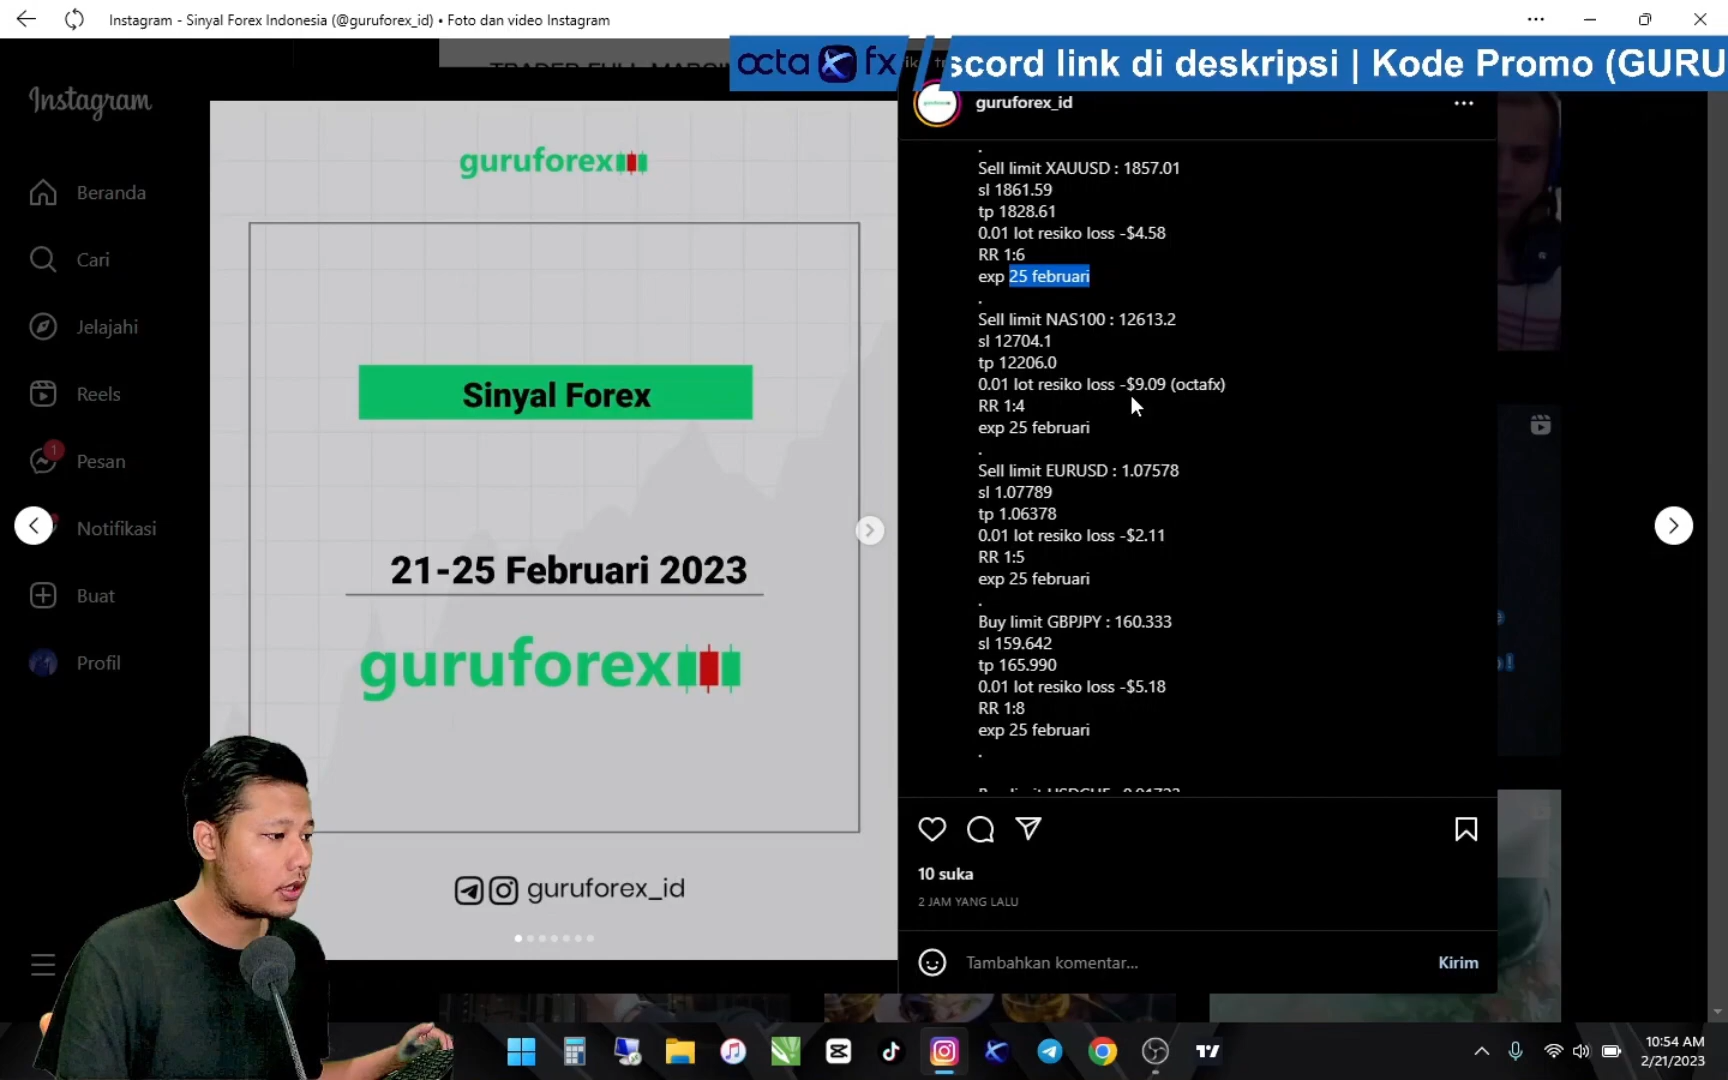 Instagram - Sinyal Forex Indonesia (@guruforex_id) • Foto dan video Instagram
octa fx
scord link di deskripsi | Kode Promo (GURU
Instagram
Beranda
Cari
Jelajahi
Reels
1
Pesan
Notifikasi
Buat
Profil
guruforex
Sinyal Forex
21-25 Februari 2023
guruforex
guruforex_id
guruforex_id
.
Sell limit XAUUSD : 1857.01
sl 1861.59
tp 1828.61
0.01 lot resiko loss -$4.58
RR 1:6
exp 25 februari
.
Sell limit NAS100 : 12613.2
sl 12704.1
tp 12206.0
0.01 lot resiko loss -$9.09 (octafx)
RR 1:4
exp 25 februari
.
Sell limit EURUSD : 1.07578
sl 1.07789
tp 1.06378
0.01 lot resiko loss -$2.11
RR 1:5
exp 25 februari
.
Buy limit GBPJPY : 160.333
sl 159.642
tp 165.990
0.01 lot resiko loss -$5.18
RR 1:8
exp 25 februari
.
10 suka
2 JAM YANG LALU
Tambahkan komentar...
Kirim
10:54 AM
2/21/2023